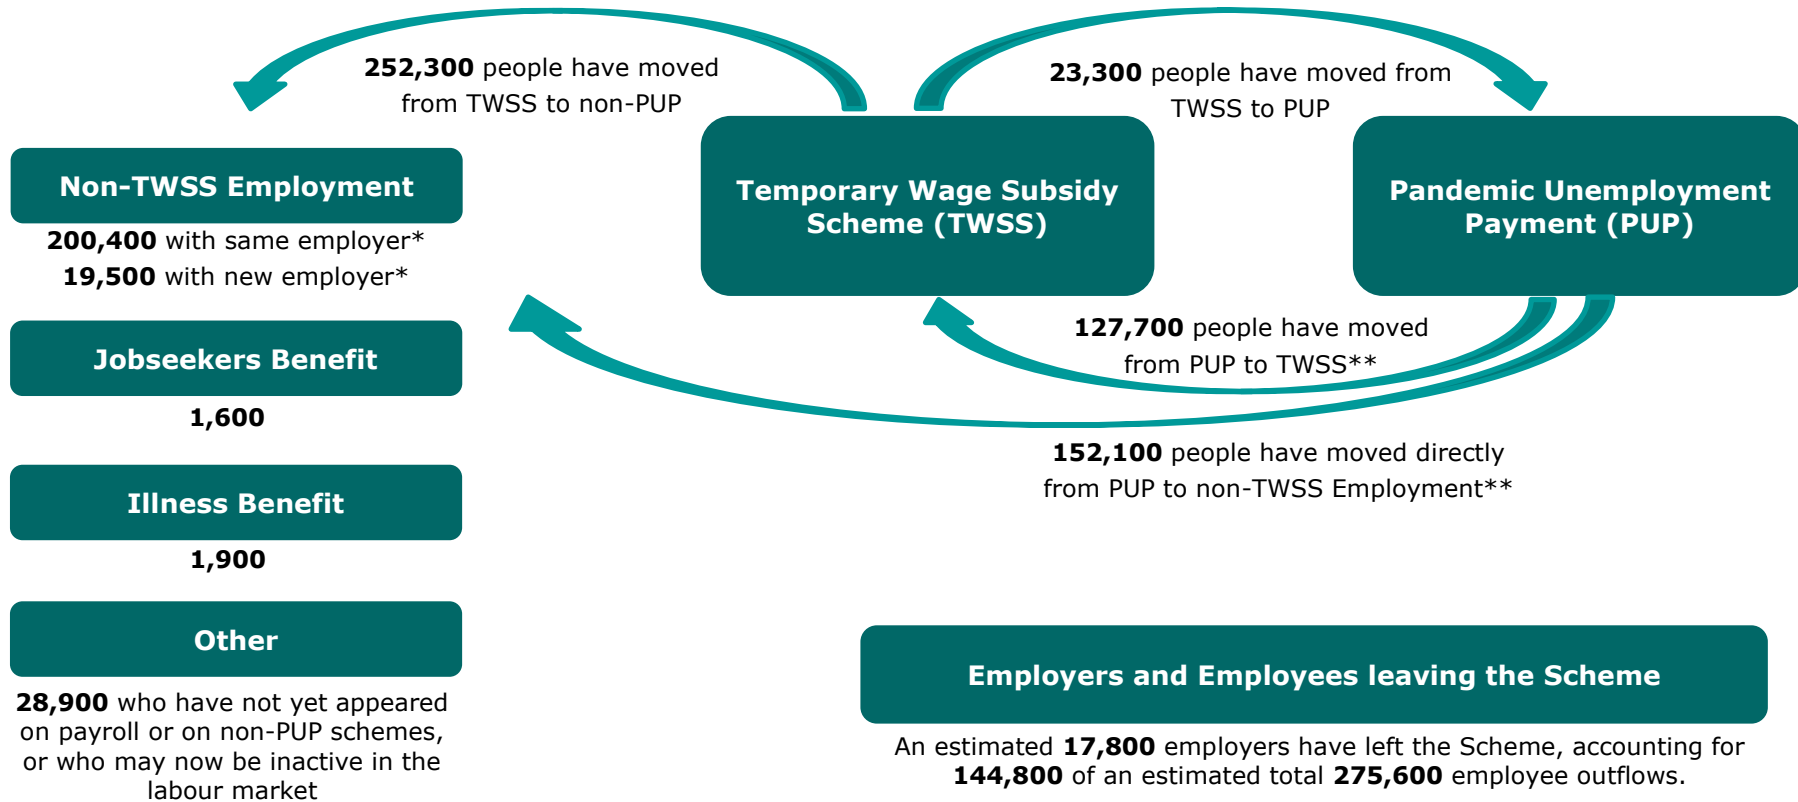 252,300 people have moved
from TWSS to non-PUP
23,300 people have moved from
TWSS to PUP
Non-TWSS Employment
200,400 with same employer*
19,500 with new employer*
Temporary Wage Subsidy
Scheme (TWSS)
Pandemic Unemployment
Payment (PUP)
Jobseekers Benefit
1,600
127,700 people have moved
from PUP to TWSS**
152,100 people have moved directly
from PUP to non-TWSS Employment**
Illness Benefit
1,900
Other
28,900 who have not yet appeared
on payroll or on non-PUP schemes,
or who may now be inactive in the
labour market
Employers and Employees leaving the Scheme
An estimated 17,800 employers have left the Scheme, accounting for
144,800 of an estimated total 275,600 employee outflows.